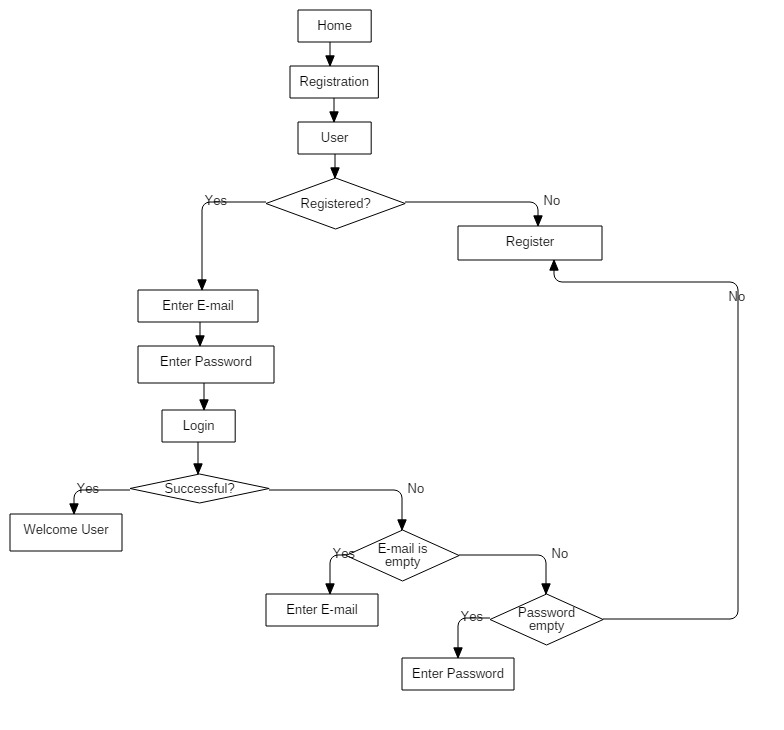 Home
Registration
User
Registered?
Yes
No
Register
No
Enter E-mail
Enter Password
Login
Successful?
Yes
No
Welcome User
E-mail is
empty
Yes
No
Enter E-mail
Password
empty
Yes
Enter Password